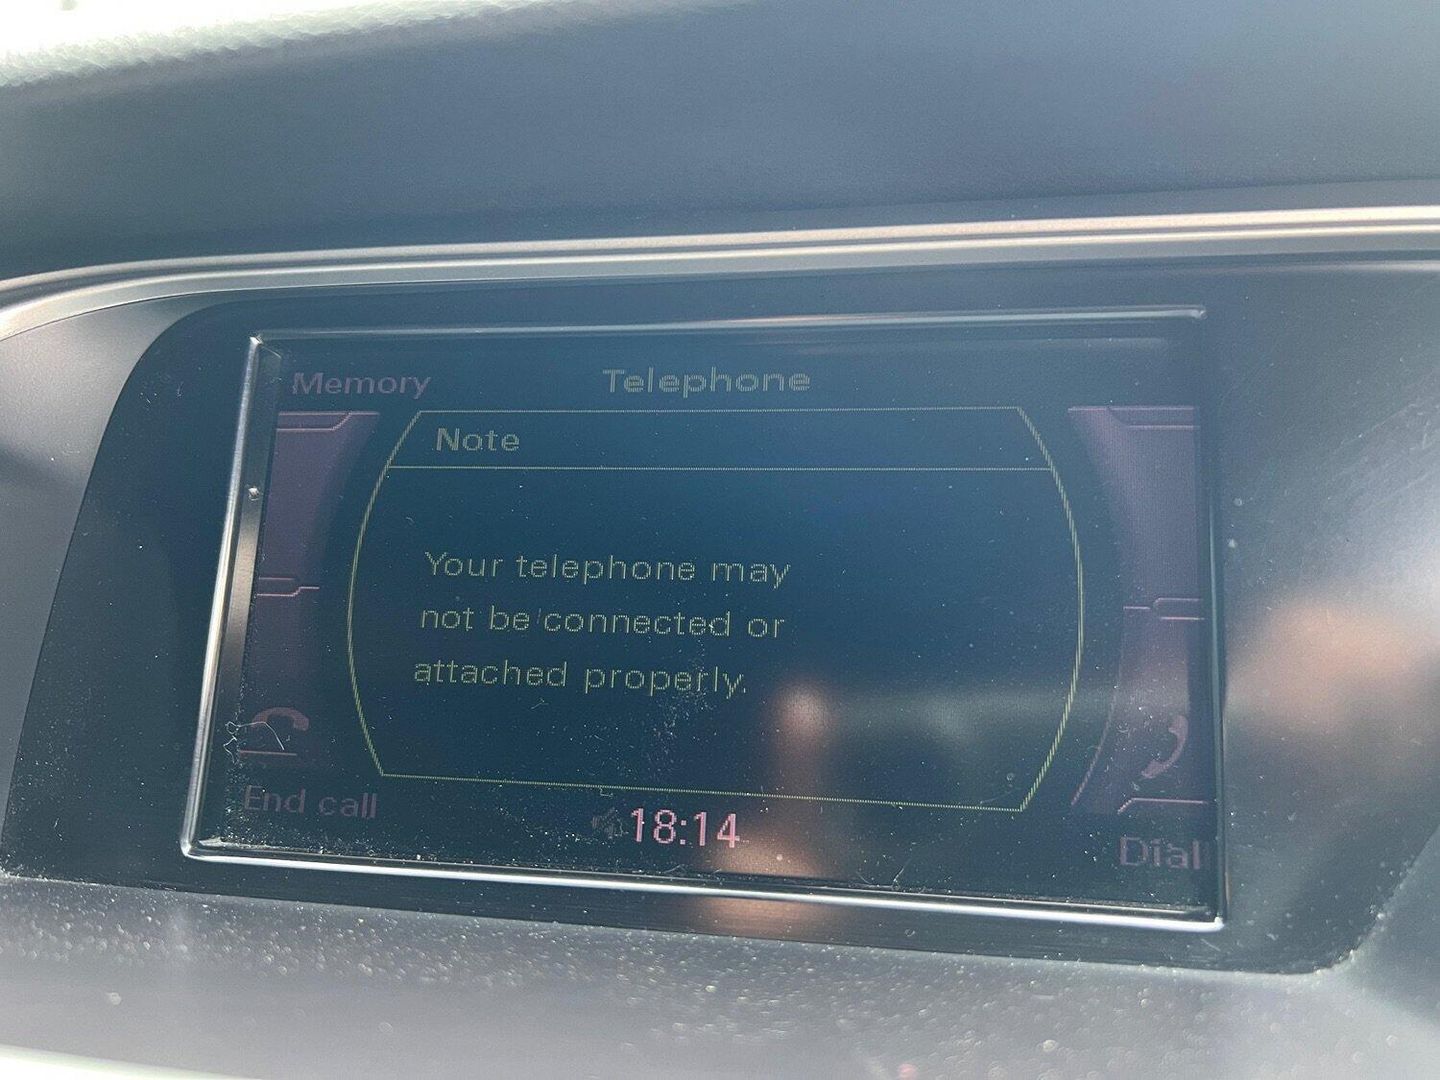 Memory
Telephone
Note
Your telephone may
not be connected or
attached properly.
End call
18:14
Dial